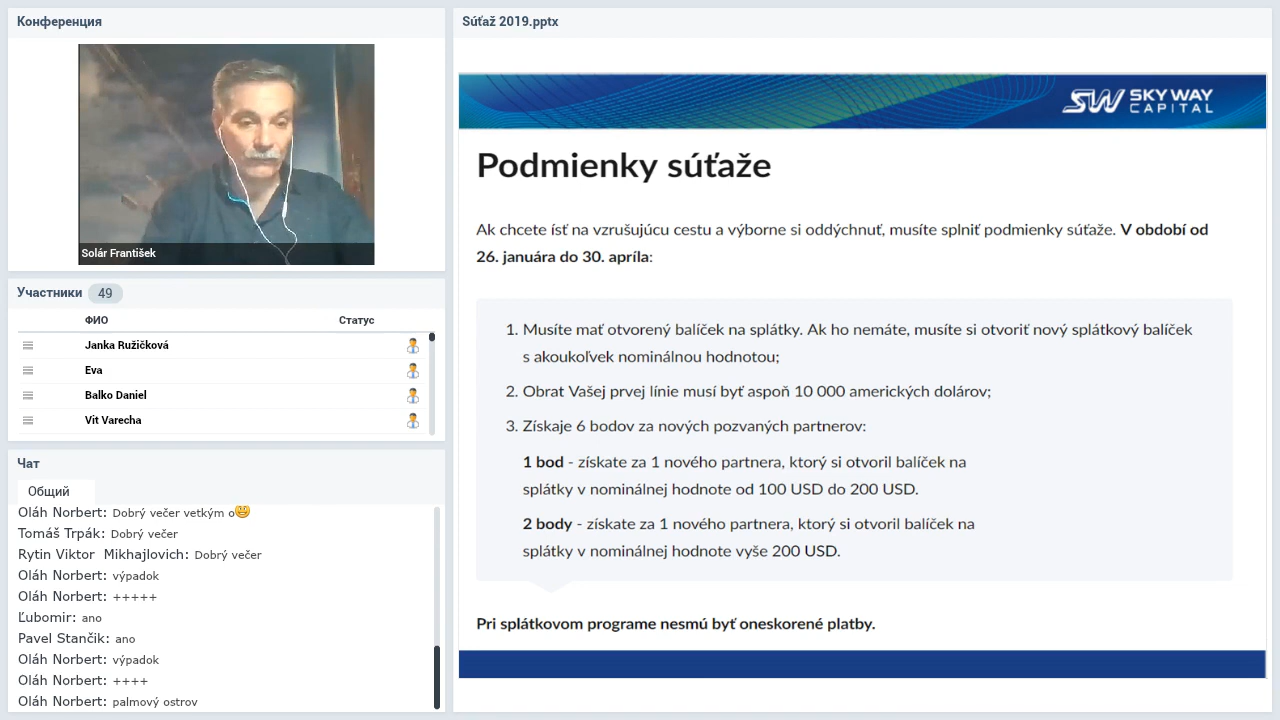 Конференция
Solár František
Участники 49
ФИО Статус
Janka Ružičková
Eva
Balko Daniel
Vit Varecha
Чат
Общий
Oláh Norbert: Dobrý večer vetkým o
Tomáš Trpák: Dobrý večer
Rytin Viktor Mikhajlovich: Dobrý večer
Oláh Norbert: výpadok
Oláh Norbert: +++++
Ľubomir: ano
Pavel Stančik: ano
Oláh Norbert: výpadok
Oláh Norbert: ++++
Oláh Norbert: palmový ostrov
Súťaž 2019.pptx
SW SKY WAY
CAPITAL
Podmienky súťaže
Ak chcete ísť na vzrušujúcu cestu a výborne si oddýchnuť, musíte splniť podmienky súťaže. V období od
26. januára do 30. apríla:
1. Musíte mať otvorený balíček na splátky. Ak ho nemáte, musíte si otvoriť nový splátkový balíček
s akoukoľvek nominálnou hodnotou;
2. Obrat Vašej prvej línie musí byť aspoň 10 000 amerických dolárov;
3. Získaje 6 bodov za nových pozvaných partnerov:
1 bod - získate za 1 nového partnera, ktorý si otvoril balíček na
splátky v nominálnej hodnote od 100 USD do 200 USD.
2 body - získate za 1 nového partnera, ktorý si otvoril balíček na
splátky v nominálnej hodnote vyše 200 USD.
Pri splátkovom programe nesmú byť oneskorené platby.